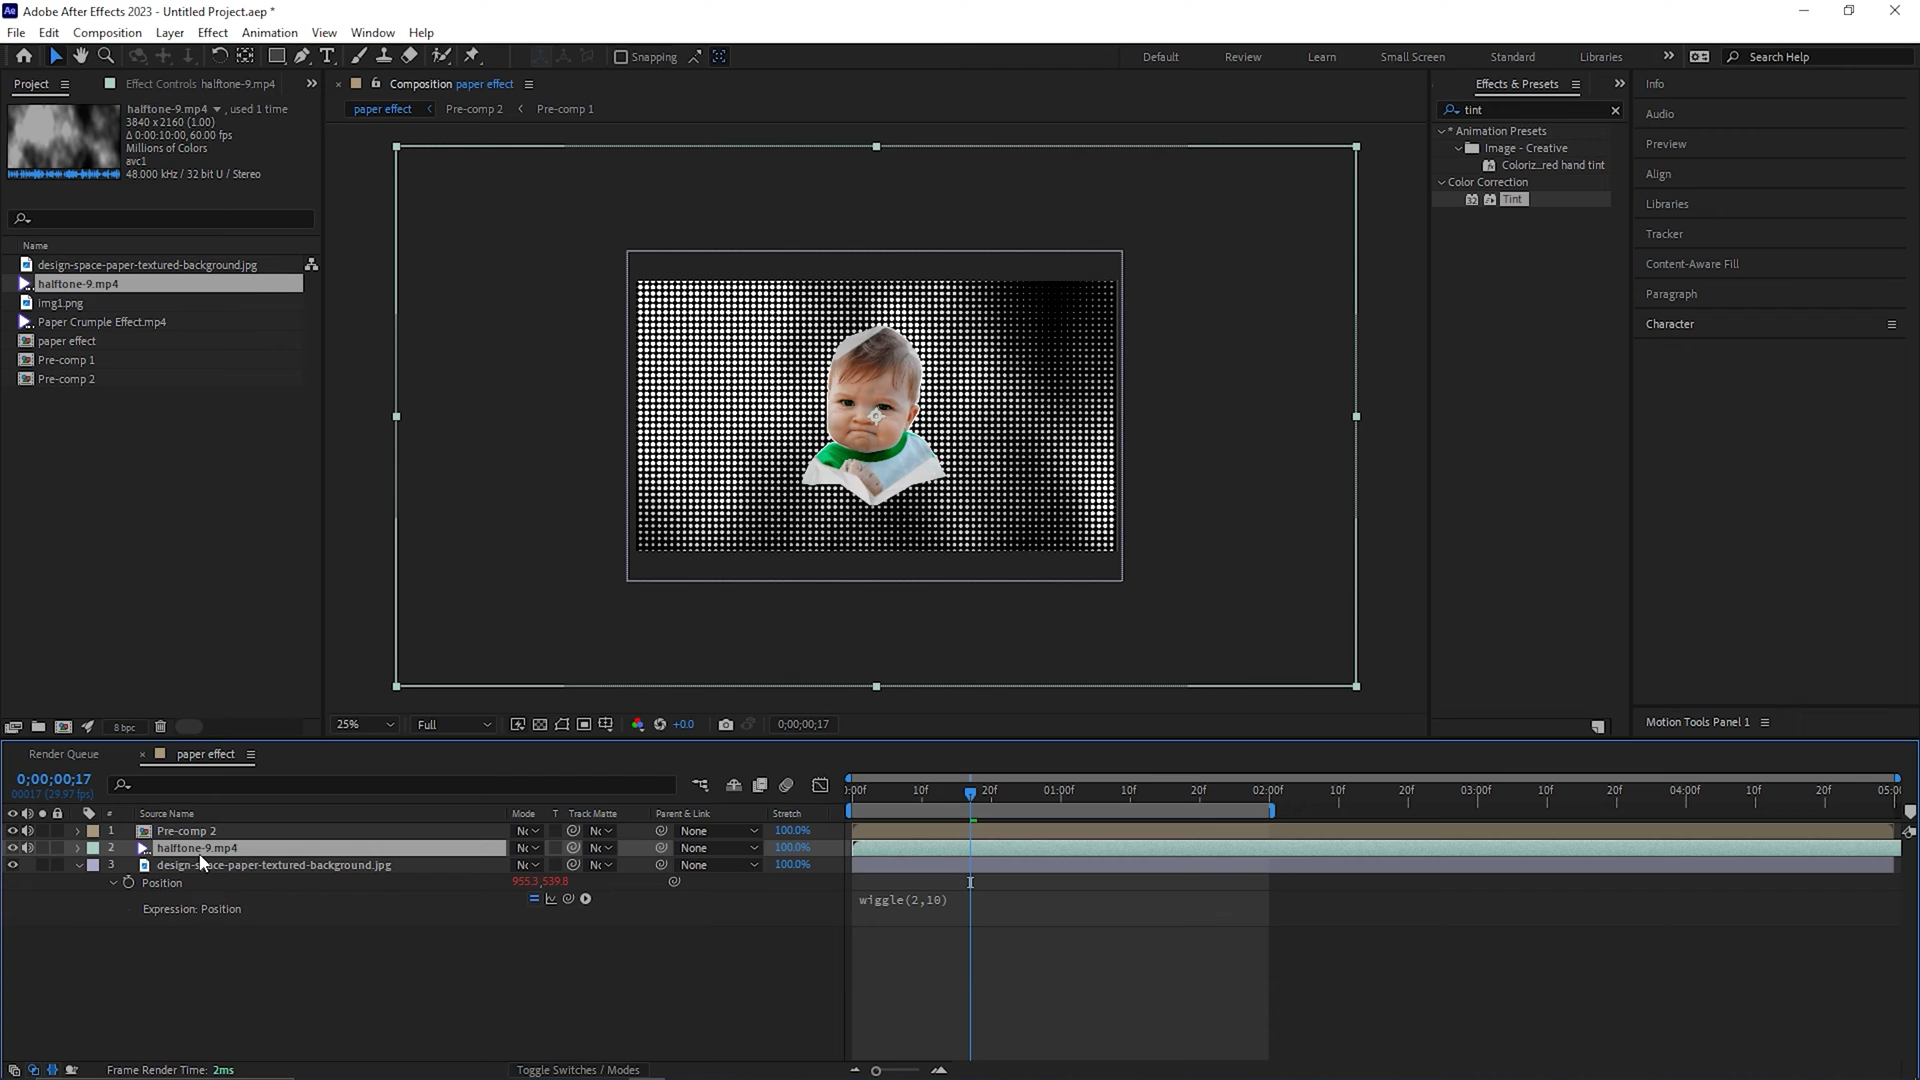 Adobe After Effects 2023 - Untitled Project.aep *
File Edit Composition Layer Effect Animation View Window Help
Snapping
Default Review Learn Small Screen Standard Libraries
Search Help
Project
Effect Controls halftone-9.mp4
halftone-9.mp4 , used 1 time
3840 x 2160 (1.00)
Δ 0:00:10:00, 60.00 fps
Millions of Colors
avc1
48.000 kHz / 32 bit U / Stereo
Name
design-space-paper-textured-background.jpg
halftone-9.mp4
img1.png
Paper Crumple Effect.mp4
paper effect
Pre-comp 1
Pre-comp 2
8 bpc
Composition paper effect
paper effect Pre-comp 2 Pre-comp 1
25% Full +0.0 0;00;00;17
Effects & Presets
tint
* Animation Presets
Image - Creative
Coloriz...red hand tint
Color Correction
32 Tint
Info
Audio
Preview
Align
Libraries
Tracker
Content-Aware Fill
Paragraph
Character
Motion Tools Panel 1
Render Queue paper effect
0;00;00;17
00017 (29.97 fps)
:00f 10f 20f 01:00f 10f 20f 02:00f 10f 20f 03:00f 10f 20f 04:00f 10f 20f 05:0
# Source Name Mode T Track Matte Parent & Link Stretch
1 Pre-comp 2 None 100.0%
2 halftone-9.mp4 None 100.0%
3 design-space-paper-textured-background.jpg None 100.0%
Position 955.3,539.8
Expression: Position wiggle(2,10)
Frame Render Time: 2ms Toggle Switches / Modes